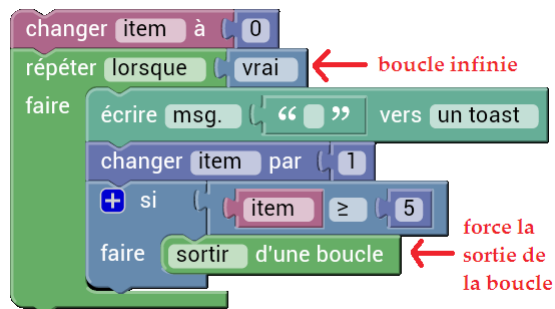 changer item à 0
répéter lorsque vrai
boucle infinie
faire
écrire msg. “ ” vers un toast
changer item par 1
+ si item ≥ 5
faire sortir d'une boucle
force la
sortie de
la boucle